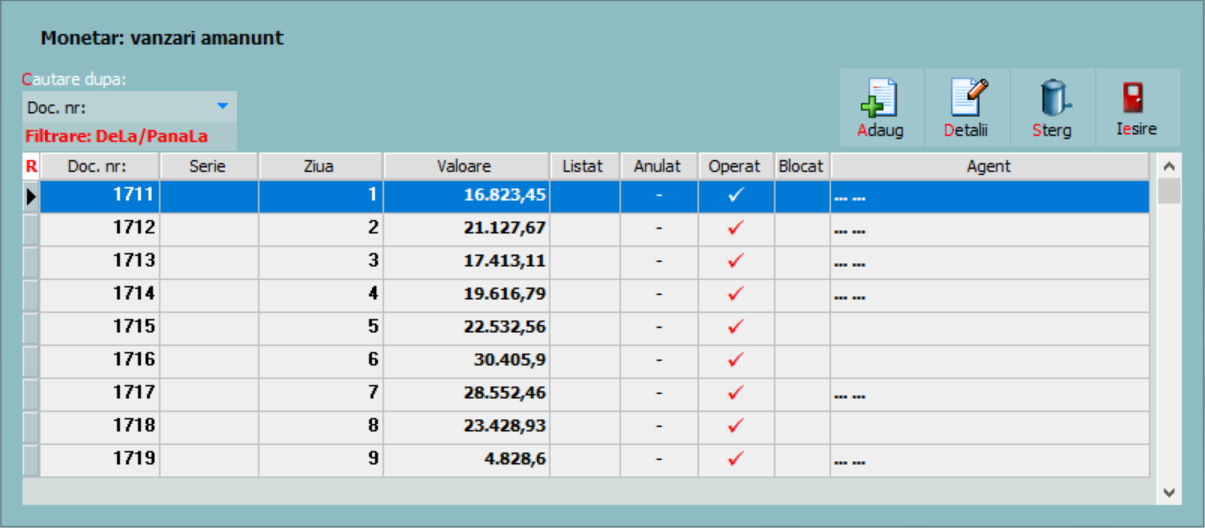 Monetar: vanzari amanunt
Cautare dupa:
Doc. nr:
Filtrare: DeLa/PanaLa
Adaug Detalii Sterg Iesire
R Doc. nr: Serie Ziua Valoare Listat Anulat Operat Blocat Agent
1711 1 16.823,45 - ✓ ... ...
1712 2 21.127,67 - ✓ ... ...
1713 3 17.413,11 - ✓ ... ...
1714 4 19.616,79 - ✓ ... ...
1715 5 22.532,56 - ✓
1716 6 30.405,9 - ✓
1717 7 28.552,46 - ✓ ... ...
1718 8 23.428,93 - ✓
1719 9 4.828,6 - ✓ ... ...